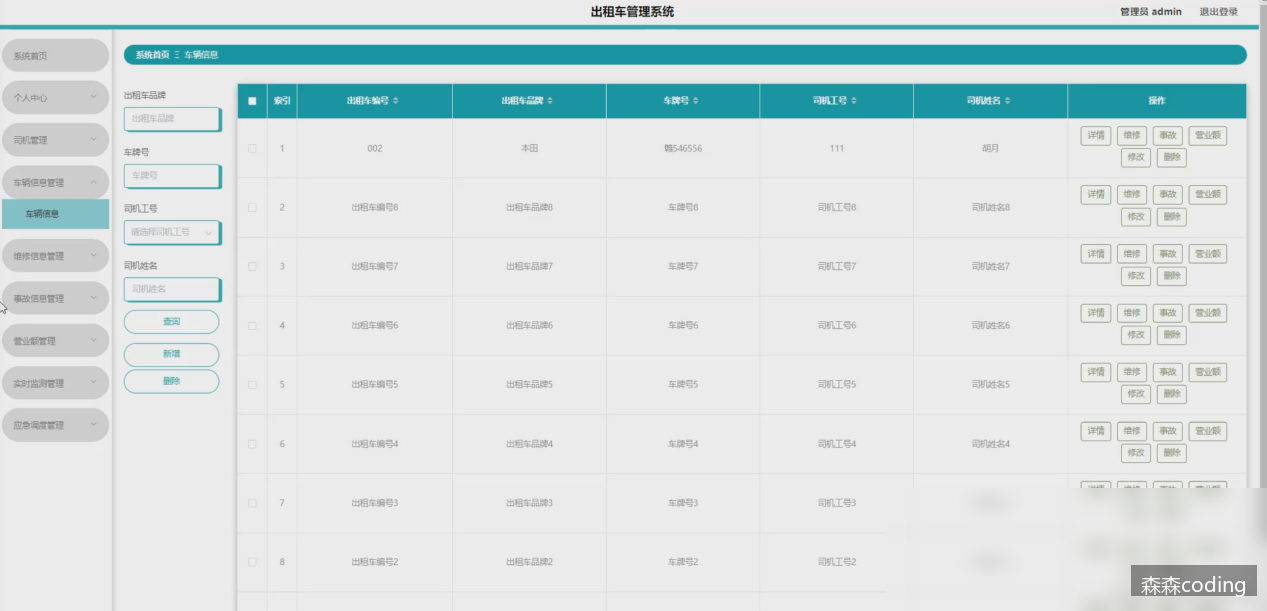 出租车管理系统
管理员 admin 退出登录
系统首页
个人中心
司机管理
车辆信息管理
车辆信息
维修信息管理
事故信息管理
营业额管理
实时监测管理
应急调度管理
系统首页 车辆信息
出租车品牌
出租车品牌
车牌号
车牌号
司机工号
请选择司机工号
司机姓名
司机姓名
查询
新增
删除
索引 出租车编号 出租车品牌 车牌号 司机工号 司机姓名 操作
1 002 本田 赣546556 111 胡月 详情 维修 事故 营业额
修改 删除
2 出租车编号8 出租车品牌8 车牌号8 司机工号8 司机姓名8 详情 维修 事故 营业额
修改 删除
3 出租车编号7 出租车品牌7 车牌号7 司机工号7 司机姓名7 详情 维修 事故 营业额
修改 删除
4 出租车编号6 出租车品牌6 车牌号6 司机工号6 司机姓名6 详情 维修 事故 营业额
修改 删除
5 出租车编号5 出租车品牌5 车牌号5 司机工号5 司机姓名5 详情 维修 事故 营业额
修改 删除
6 出租车编号4 出租车品牌4 车牌号4 司机工号4 司机姓名4 详情 维修 事故 营业额
修改 删除
7 出租车编号3 出租车品牌3 车牌号3 司机工号3
8 出租车编号2 出租车品牌2 车牌号2 司机工号2
森森coding